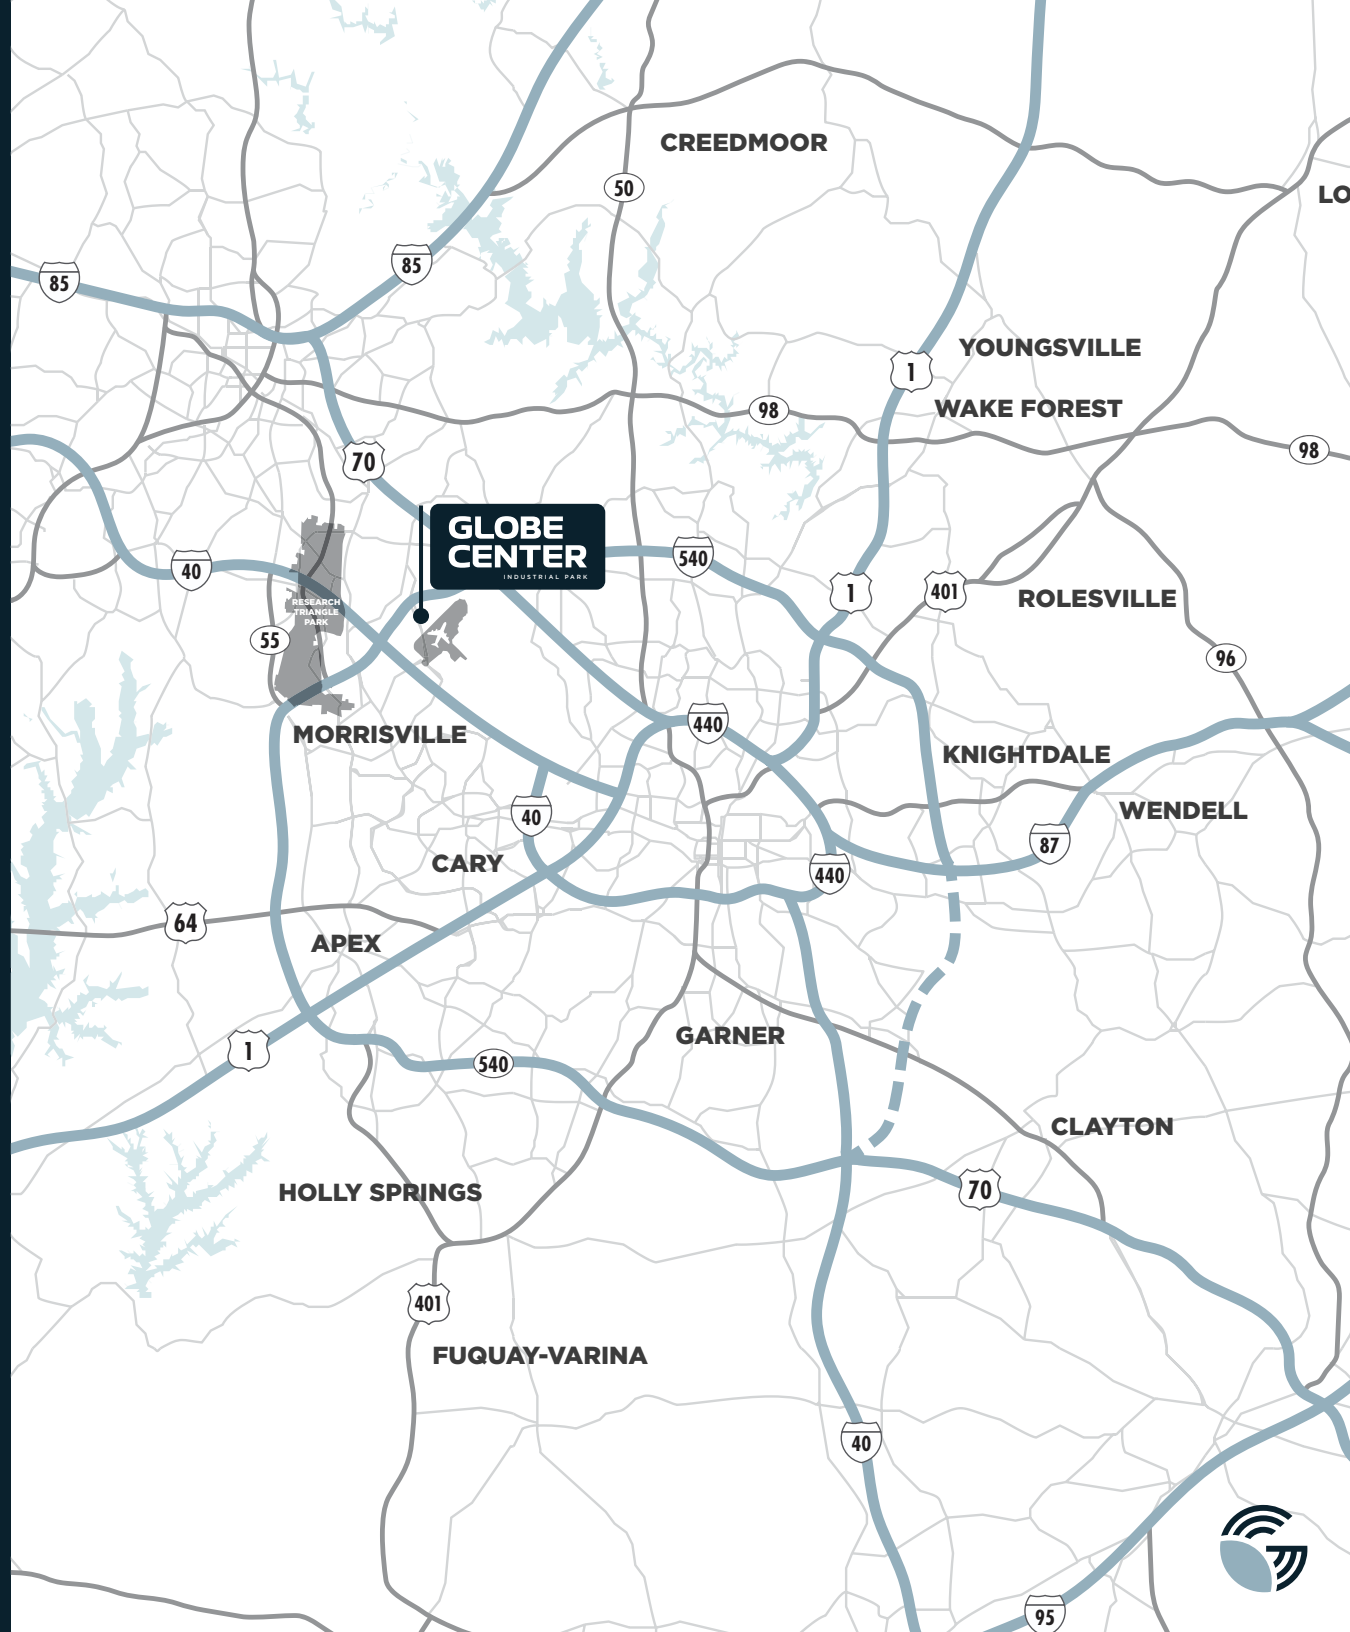 CREEDMOOR
50
LO
85
85
YOUNGSVILLE
1
WAKE FOREST
98
98
70
GLOBE
CENTER
INDUSTRIAL PARK
540
40
1
401
ROLESVILLE
RESEARCH
TRIANGLE
PARK
55
96
440
MORRISVILLE
KNIGHTDALE
40
WENDELL
87
CARY
440
64
APEX
GARNER
1
540
CLAYTON
70
HOLLY SPRINGS
401
FUQUAY-VARINA
40
95